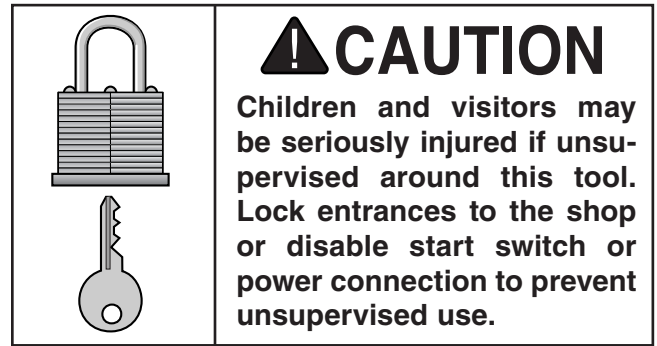 CAUTION
Children and visitors may
be seriously injured if unsu-
pervised around this tool.
Lock entrances to the shop
or disable start switch or
power connection to prevent
unsupervised use.